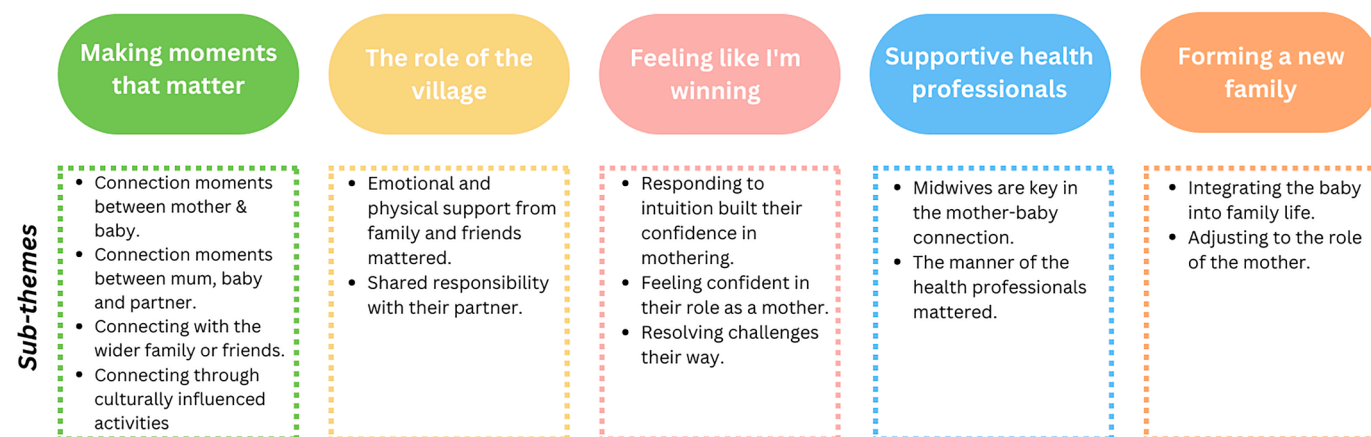 Making moments
that matter
The role of the
village
Feeling like I'm
winning
Supportive health
professionals
Forming a new
family
Sub-themes
• Connection moments
between mother &
baby.
• Connection moments
between mum, baby
and partner.
• Connecting with the
wider family or friends.
• Connecting through
culturally influenced
activities
• Emotional and
physical support from
family and friends
mattered.
• Shared responsibility
with their partner.
• Responding to
intuition built their
confidence in
mothering.
• Feeling confident in
their role as a mother.
• Resolving challenges
their way.
• Midwives are key in
the mother-baby
connection.
• The manner of the
health professionals
mattered.
• Integrating the baby
into family life.
• Adjusting to the role
of the mother.